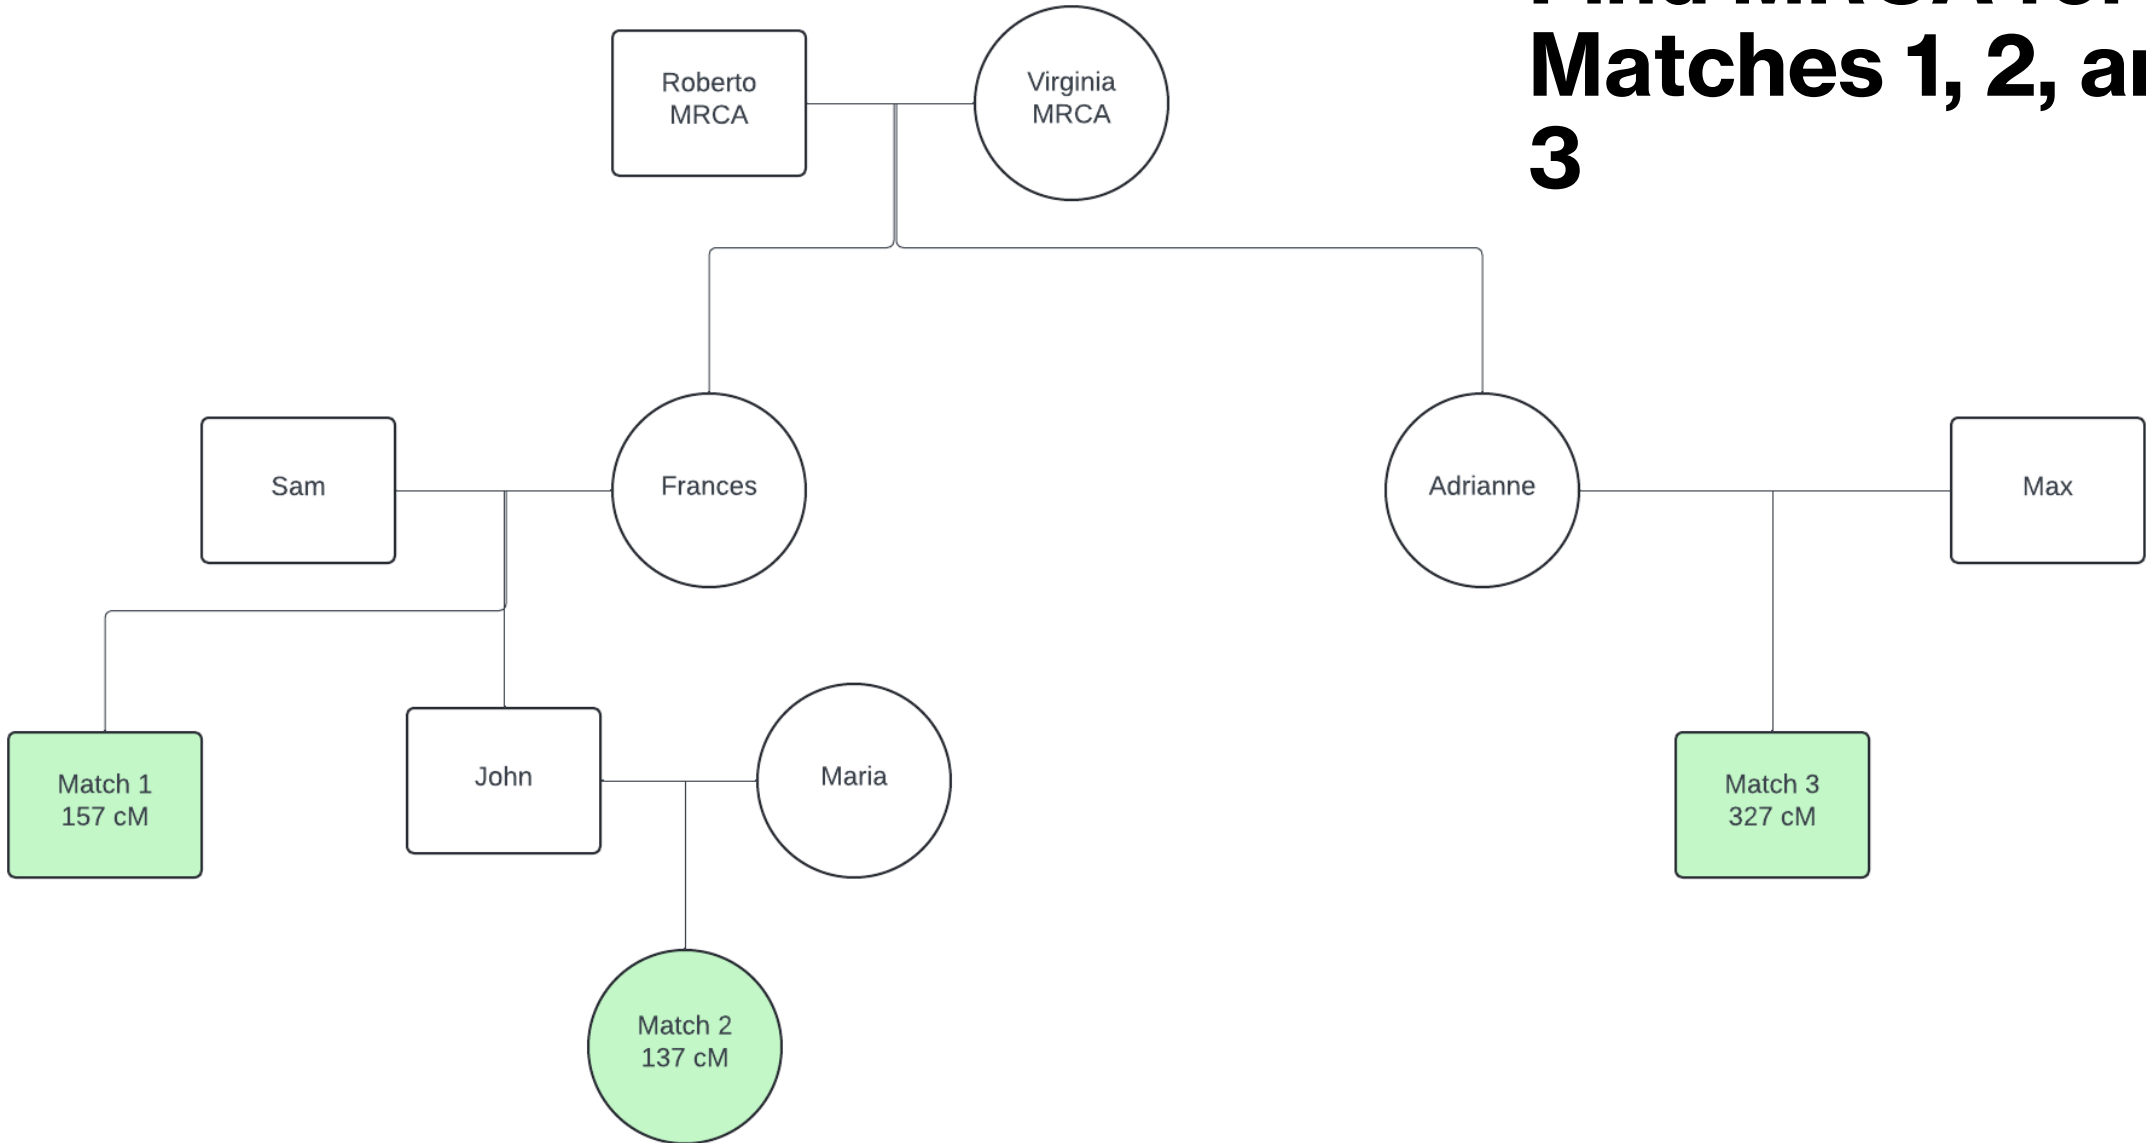 Matches 1, 2,
3
Roberto
MRCA
Virginia
MRCA
Sam
Frances
Adrianne
Max
Match 1
157 cM
John
Maria
Match 3
327 cM
Match 2
137 cM